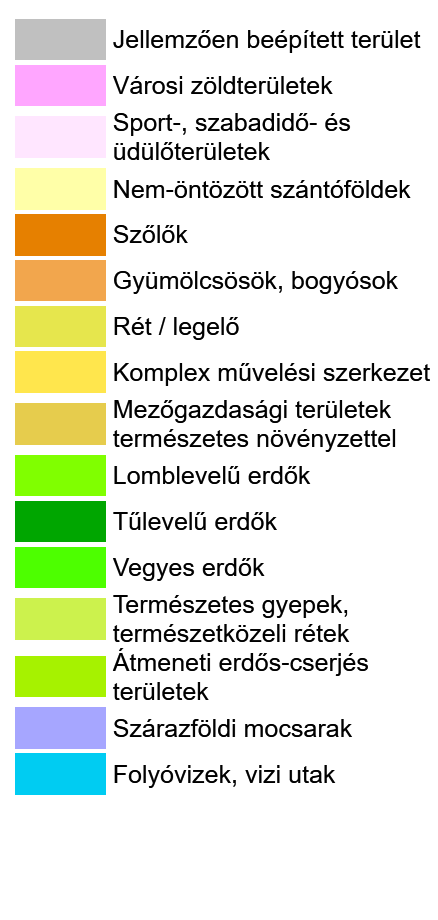 Jellemzően beépített terület
Városi zöldterületek
Sport-, szabadidő- és
üdülőterületek
Nem-öntözött szántóföldek
Szőlők
Gyümölcsösök, bogyósok
Rét / legelő
Komplex művelési szerkezet
Mezőgazdasági területek
természetes növényzettel
Lomblevelű erdők
Tűlevelű erdők
Vegyes erdők
Természetes gyepek,
természetközeli rétek
Átmeneti erdős-cserjés
területek
Szárazföldi mocsarak
Folyóvizek, vizi utak